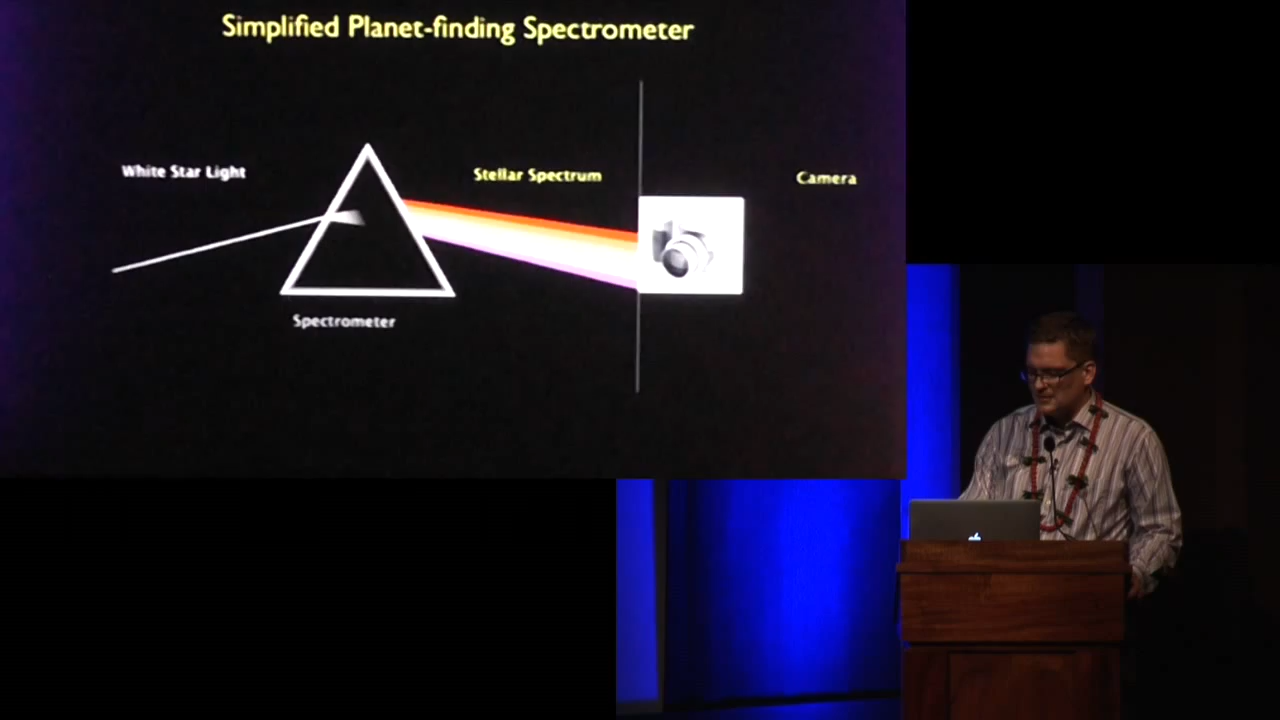 Simplified Planet-finding Spectrometer
White Star Light
Stellar Spectrum
Camera
Spectrometer